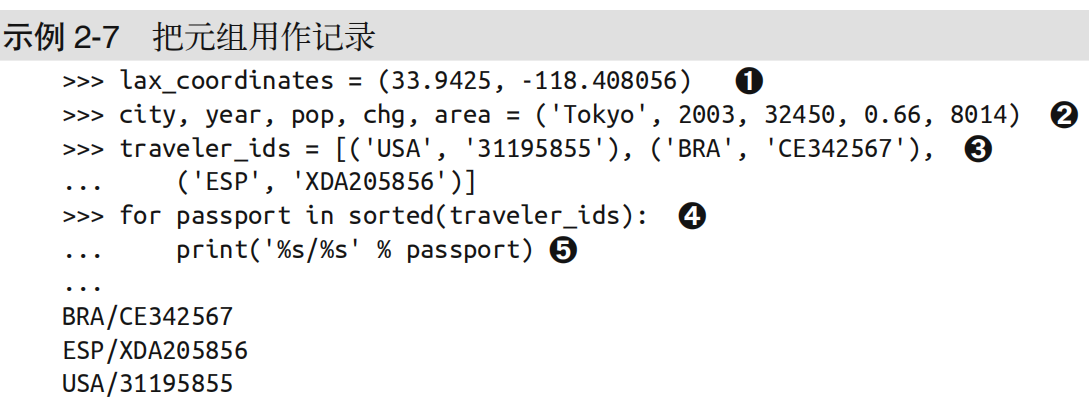 示例 2-7 把元组用作记录
>>> lax_coordinates = (33.9425, -118.408056) ❶
>>> city, year, pop, chg, area = ('Tokyo', 2003, 32450, 0.66, 8014) ❷
>>> traveler_ids = [('USA', '31195855'), ('BRA', 'CE342567'), ❸
... ('ESP', 'XDA205856')]
>>> for passport in sorted(traveler_ids): ❹
... print('%s/%s' % passport) ❺
...
BRA/CE342567
ESP/XDA205856
USA/31195855